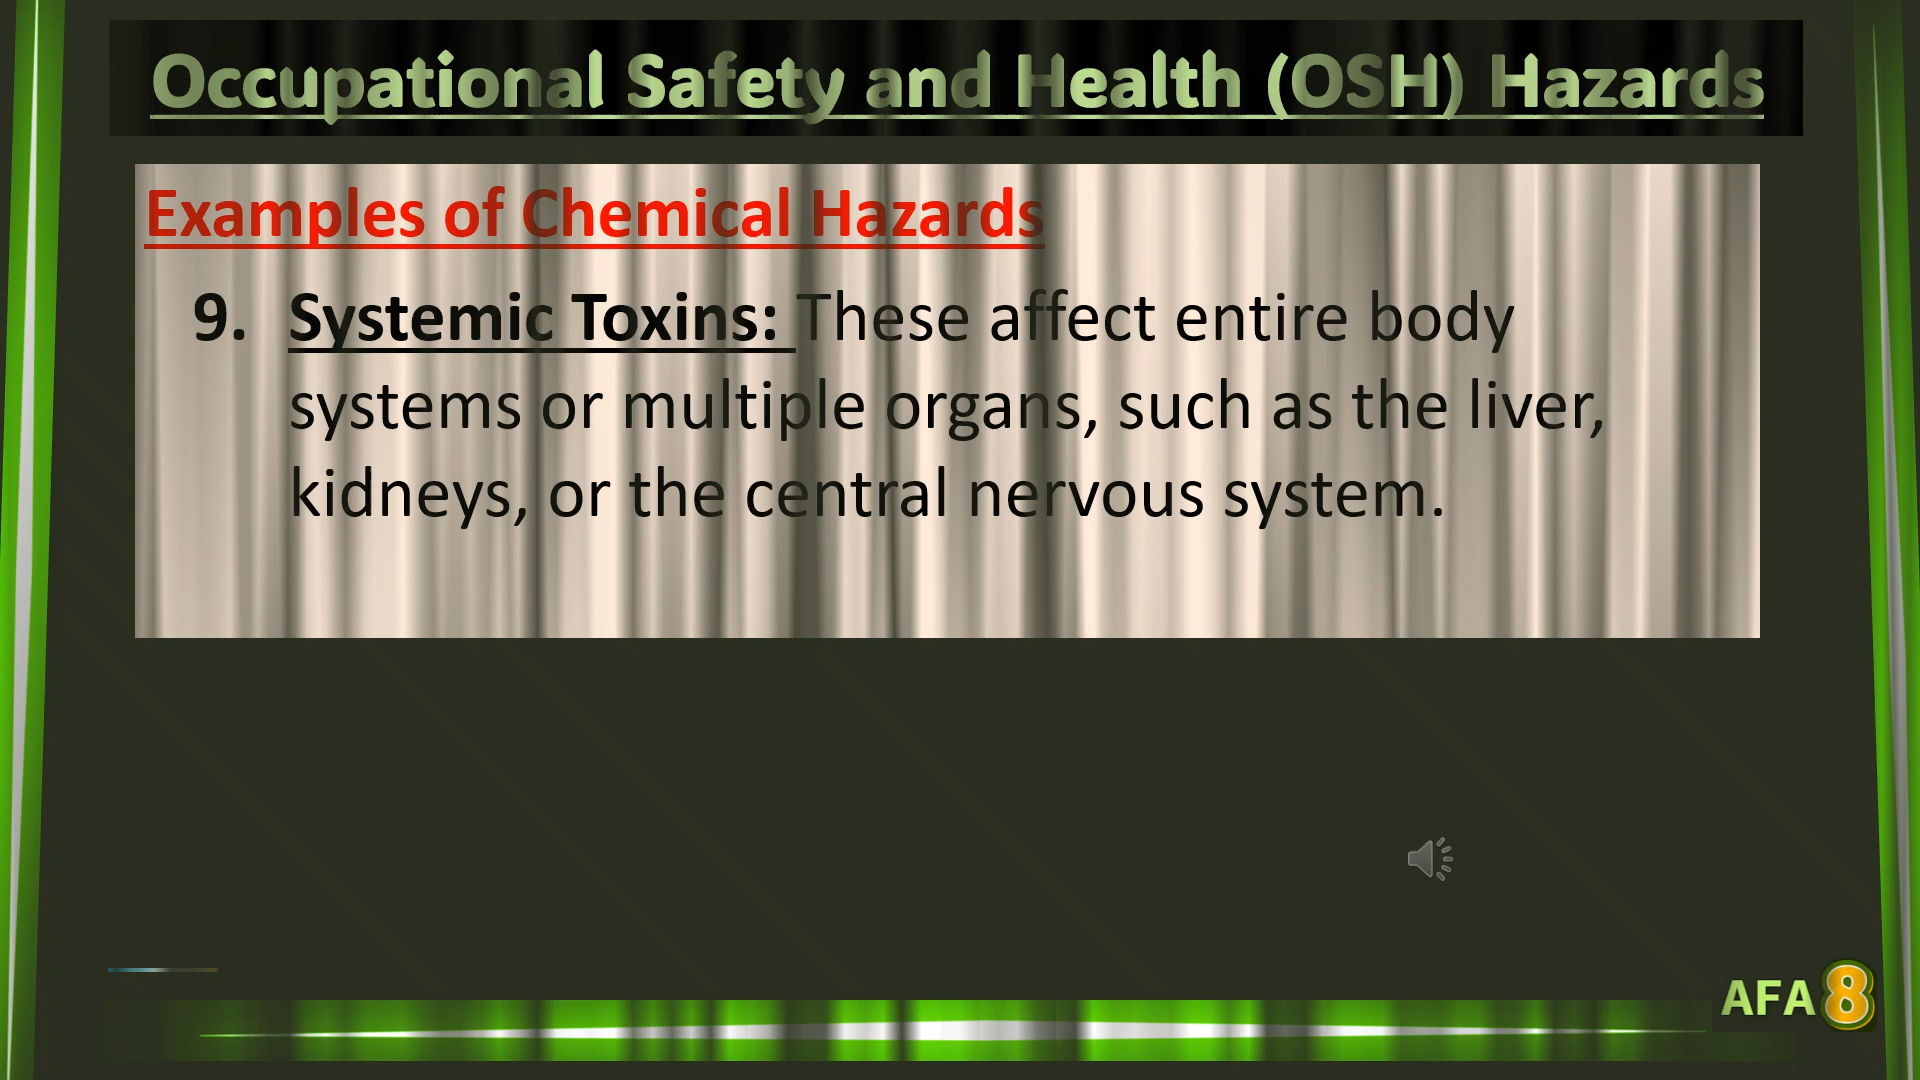 Occupational Safety and Health (OSH) Hazards
Examples of Chemical Hazards
9. Systemic Toxins: These affect entire body
systems or multiple organs, such as the liver,
kidneys, or the central nervous system.
AFA 8